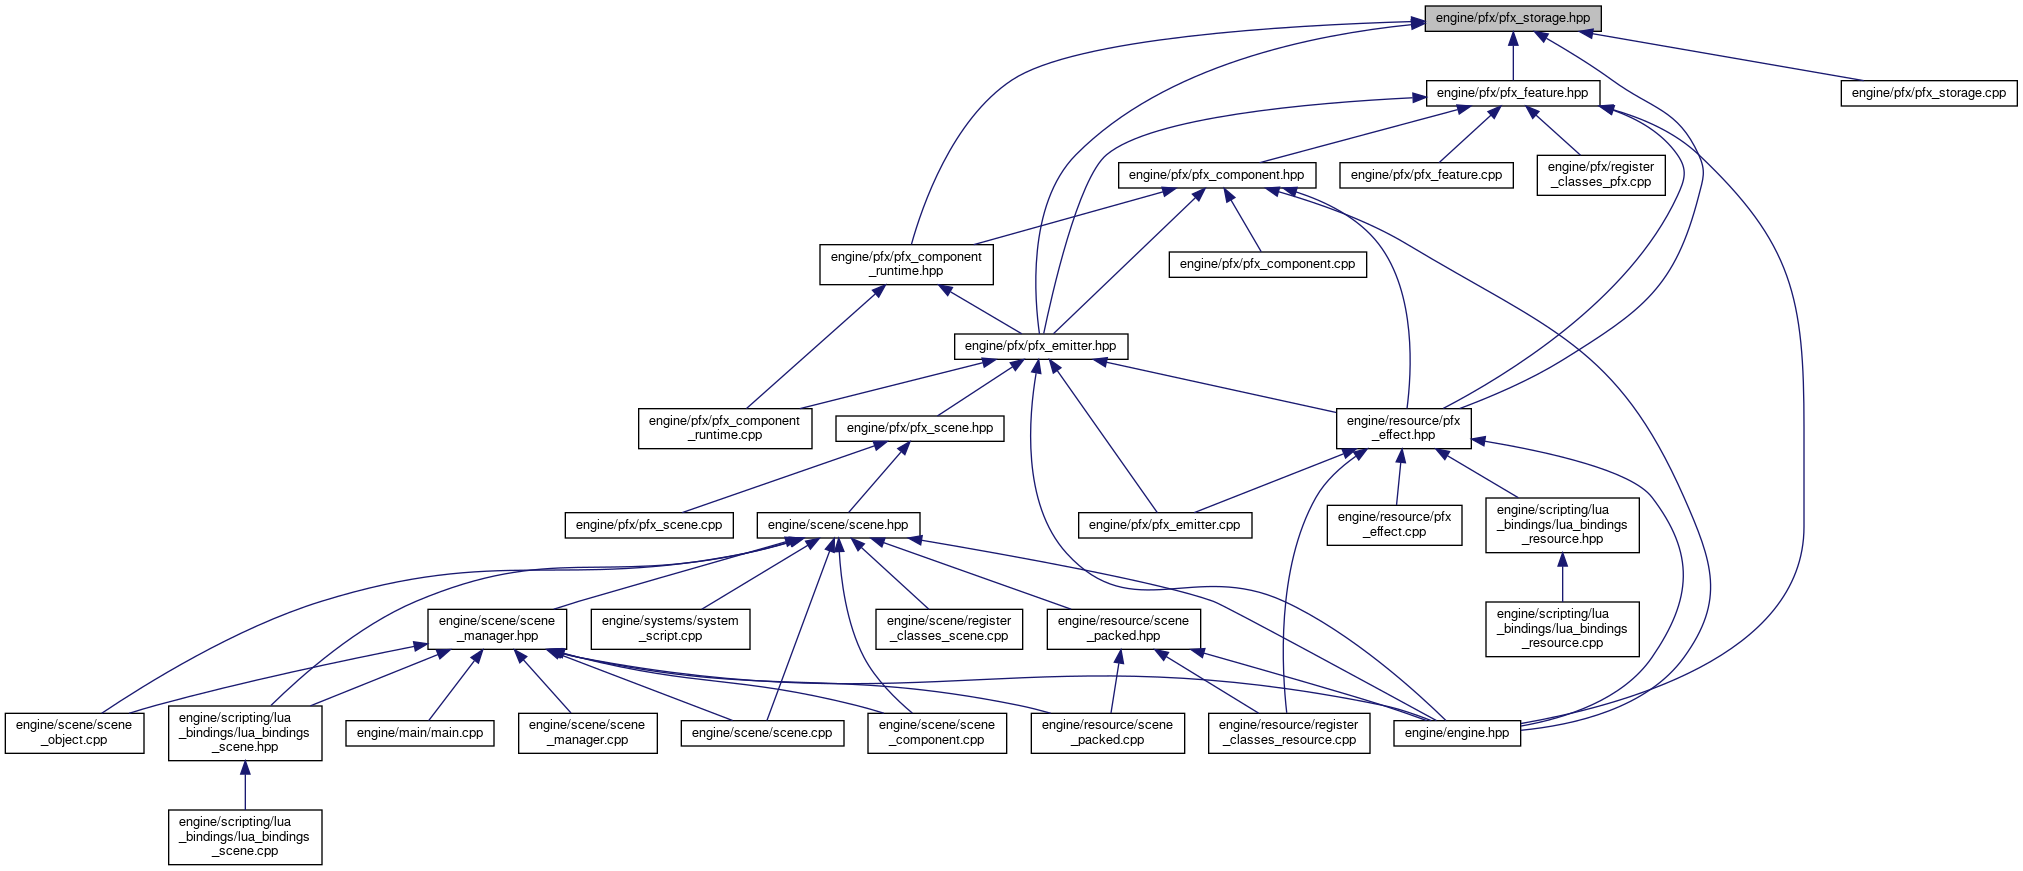 engine/pfx/pfx_storage.hpp
engine/pfx/pfx_feature.hpp
engine/pfx/pfx_storage.cpp
engine/pfx/pfx_component.hpp
engine/pfx/pfx_feature.cpp
engine/pfx/register
_classes_pfx.cpp
engine/pfx/pfx_component
_runtime.hpp
engine/pfx/pfx_component.cpp
engine/pfx/pfx_emitter.hpp
engine/pfx/pfx_component
_runtime.cpp
engine/pfx/pfx_scene.hpp
engine/resource/pfx
_effect.hpp
engine/pfx/pfx_scene.cpp
engine/scene/scene.hpp
engine/pfx/pfx_emitter.cpp
engine/resource/pfx
_effect.cpp
engine/scripting/lua
_bindings/lua_bindings
_resource.hpp
engine/scene/scene
_manager.hpp
engine/systems/system
_script.cpp
engine/scene/register
_classes_scene.cpp
engine/resource/scene
_packed.hpp
engine/scripting/lua
_bindings/lua_bindings
_resource.cpp
engine/scene/scene
_object.cpp
engine/scripting/lua
_bindings/lua_bindings
_scene.hpp
engine/main/main.cpp
engine/scene/scene
_manager.cpp
engine/scene/scene.cpp
engine/scene/scene
_component.cpp
engine/resource/scene
_packed.cpp
engine/resource/register
_classes_resource.cpp
engine/engine.hpp
engine/scripting/lua
_bindings/lua_bindings
_scene.cpp